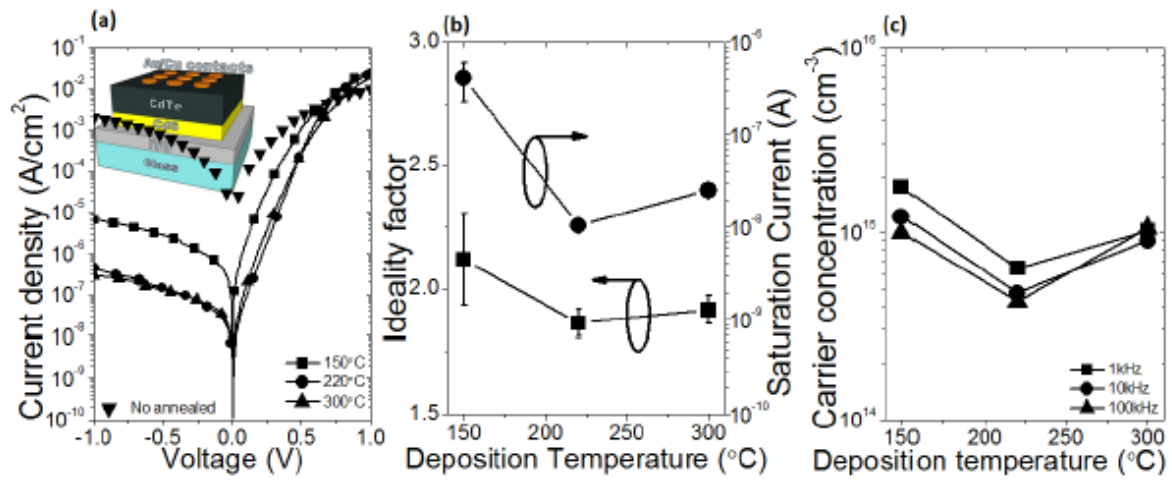 (a)
10⁻¹
10⁻²
10⁻³
10⁻⁴
10⁻⁵
10⁻⁶
10⁻⁷
10⁻⁸
10⁻⁹
10⁻¹⁰
Current density (A/cm²)
Au/Cu contacts
CdTe
CdS
Glass
150°C
220°C
300°C
No annealed
-1.0 -0.5 0.0 0.5 1.0
Voltage (V)
(b)
3.0
2.5
2.0
1.5
Ideality factor
10⁻⁶
10⁻⁷
10⁻⁸
10⁻⁹
10⁻¹⁰
Saturation Current (A)
150 200 250 300
Deposition Temperature (°C)
(c)
10¹⁶
10¹⁵
10¹⁴
Carrier concentration (cm⁻³)
1kHz
10kHz
100kHz
150 200 250 300
Deposition temperature (°C)